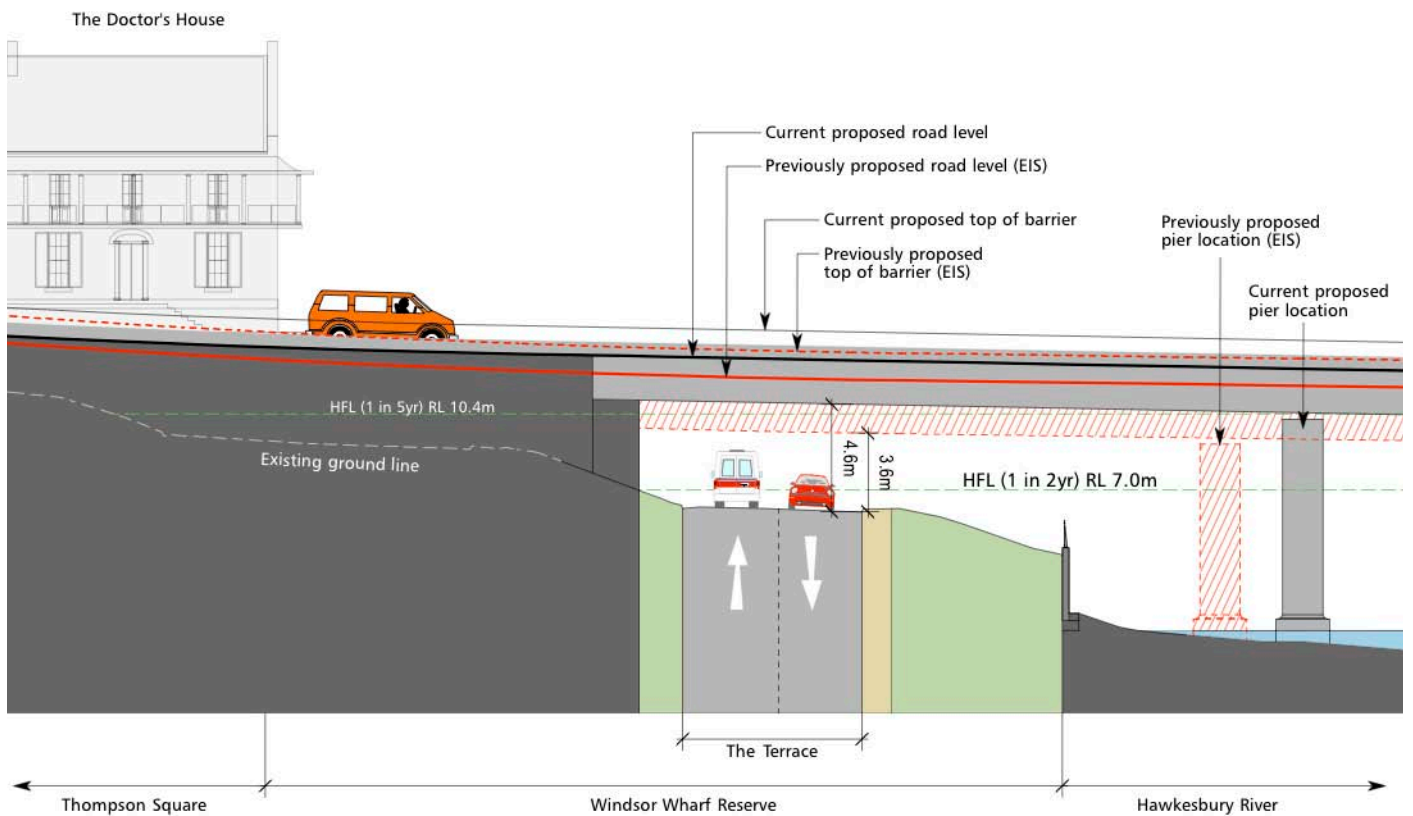 The Doctor's House
Current proposed road level
Previously proposed road level (EIS)
Current proposed top of barrier
Previously proposed
top of barrier (EIS)
Previously proposed
pier location (EIS)
Current proposed
pier location
HFL (1 in 5yr) RL 10.4m
Existing ground line
4.6m
3.6m
HFL (1 in 2yr) RL 7.0m
The Terrace
Thompson Square
Windsor Wharf Reserve
Hawkesbury River